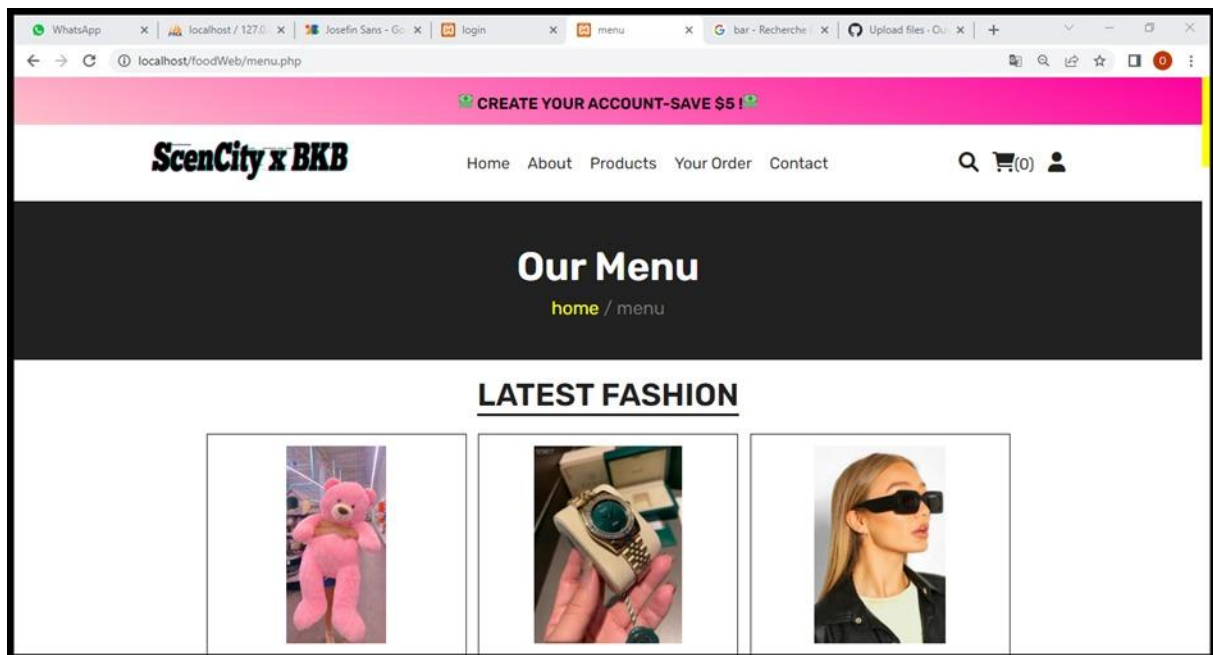 WhatsApp
localhost / 127.0.
Josefin Sans - Go
login
menu
bar - Recherche
Upload files · Ou
localhost/foodWeb/menu.php
O
CREATE YOUR ACCOUNT-SAVE $5 !
ScenCity x BKB
Home About Products Your Order Contact
(0)
Our Menu
home / menu
LATEST FASHION